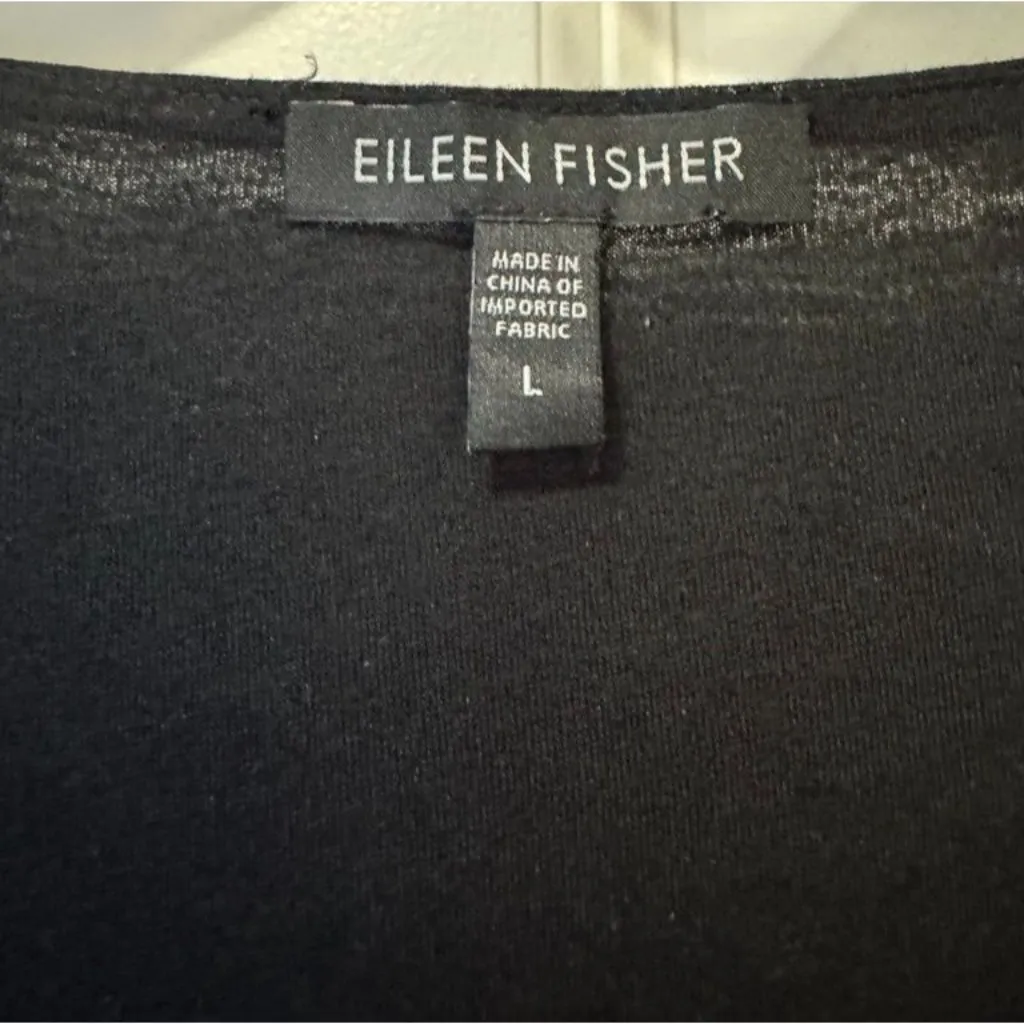 EILEEN FISHER
MADE IN
CHINA OF
IMPORTED
FABRIC
L